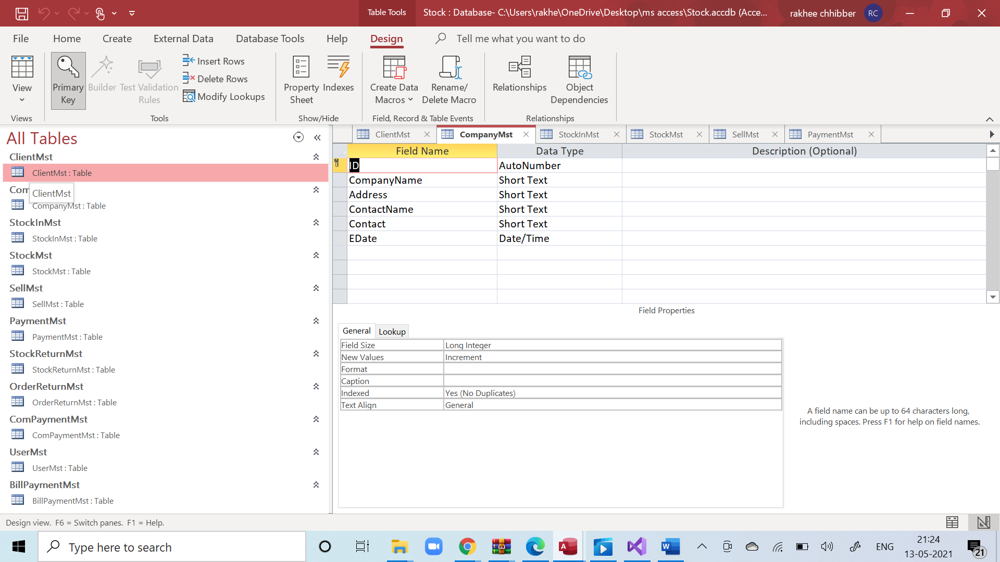 Table Tools
Stock : Database- C:\Users\rakhe\OneDrive\Desktop\ms access\Stock.accdb (Acce...
rakhee chhibber
RC
File
Home
Create
External Data
Database Tools
Help
Design
Tell me what you want to do
View
Primary Key
Builder
Test Validation Rules
Insert Rows
Delete Rows
Modify Lookups
Property Sheet
Indexes
Create Data Macros
Rename/ Delete Macro
Relationships
Object Dependencies
Views
Tools
Show/Hide
Field, Record & Table Events
Relationships
All Tables
ClientMst
ClientMst : Table
Com
ClientMst
CompanyMst : Table
StockInMst
StockInMst : Table
StockMst
StockMst : Table
SellMst
SellMst : Table
PaymentMst
PaymentMst : Table
StockReturnMst
StockReturnMst : Table
OrderReturnMst
OrderReturnMst : Table
ComPaymentMst
ComPaymentMst : Table
UserMst
UserMst : Table
BillPaymentMst
BillPaymentMst : Table
ClientMst
CompanyMst
StockInMst
StockMst
SellMst
PaymentMst
Field Name Data Type Description (Optional)
ID AutoNumber
CompanyName Short Text
Address Short Text
ContactName Short Text
Contact Short Text
EDate Date/Time
Field Properties
General Lookup
Field Size Long Integer
New Values Increment
Format
Caption
Indexed Yes (No Duplicates)
Text Align General
A field name can be up to 64 characters long,
including spaces. Press F1 for help on field names.
Design view. F6 = Switch panes. F1 = Help.
Type here to search
A
W
ENG
21:24
13-05-2021
21